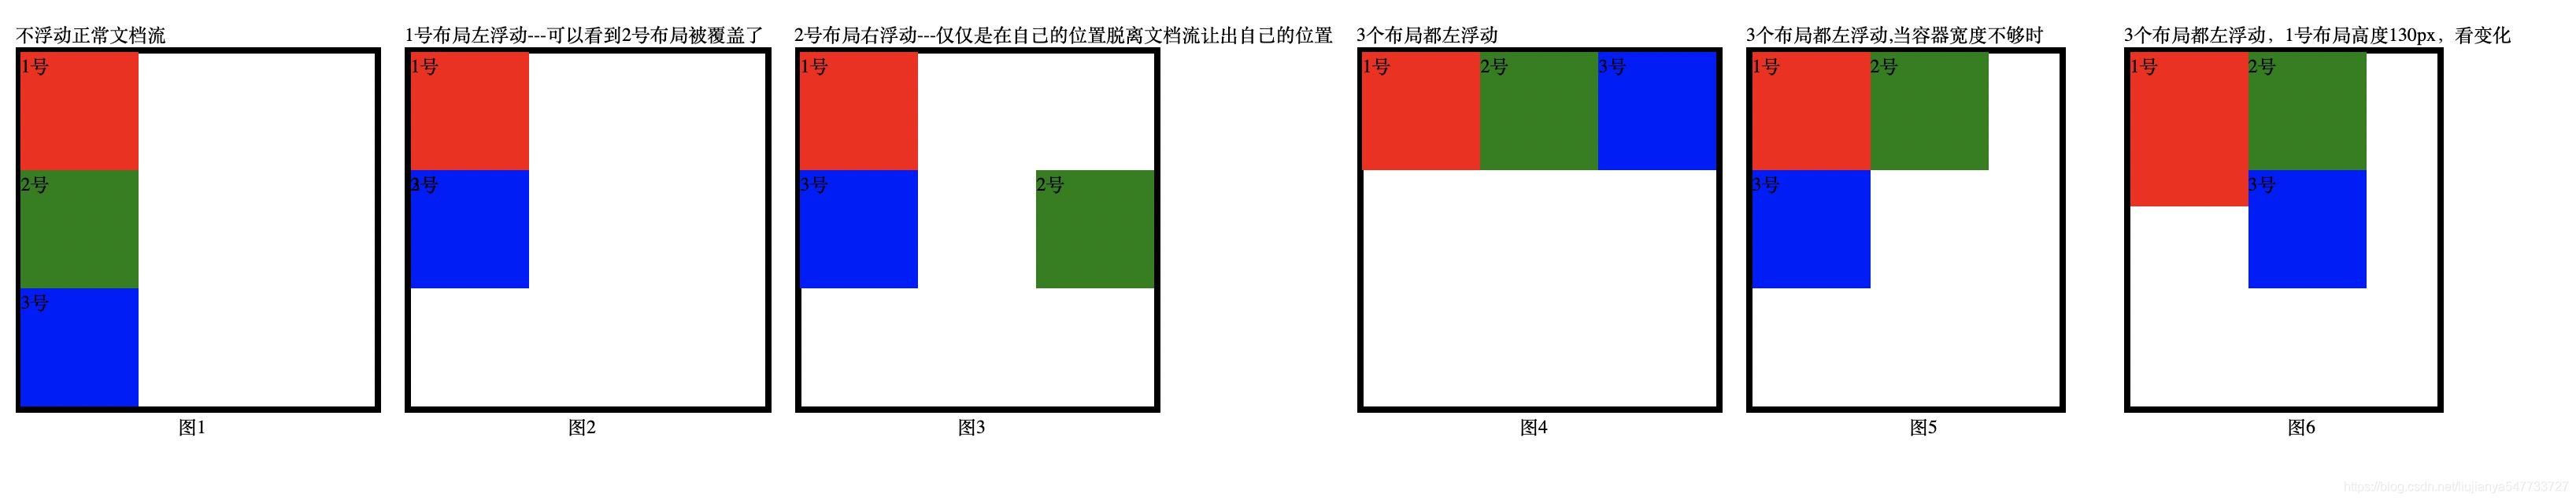 不浮动正常文档流
1号
2号
3号
图1
1号布局左浮动---可以看到2号布局被覆盖了
1号
3号
图2
2号布局右浮动---仅仅是在自己的位置脱离文档流让出自己的位置
1号
3号
2号
图3
3个布局都左浮动
1号
2号
3号
图4
3个布局都左浮动,当容器宽度不够时
1号
2号
3号
图5
3个布局都左浮动，1号布局高度130px，看变化
1号
2号
3号
图6
https://blog.csdn.net/liujianya547733727